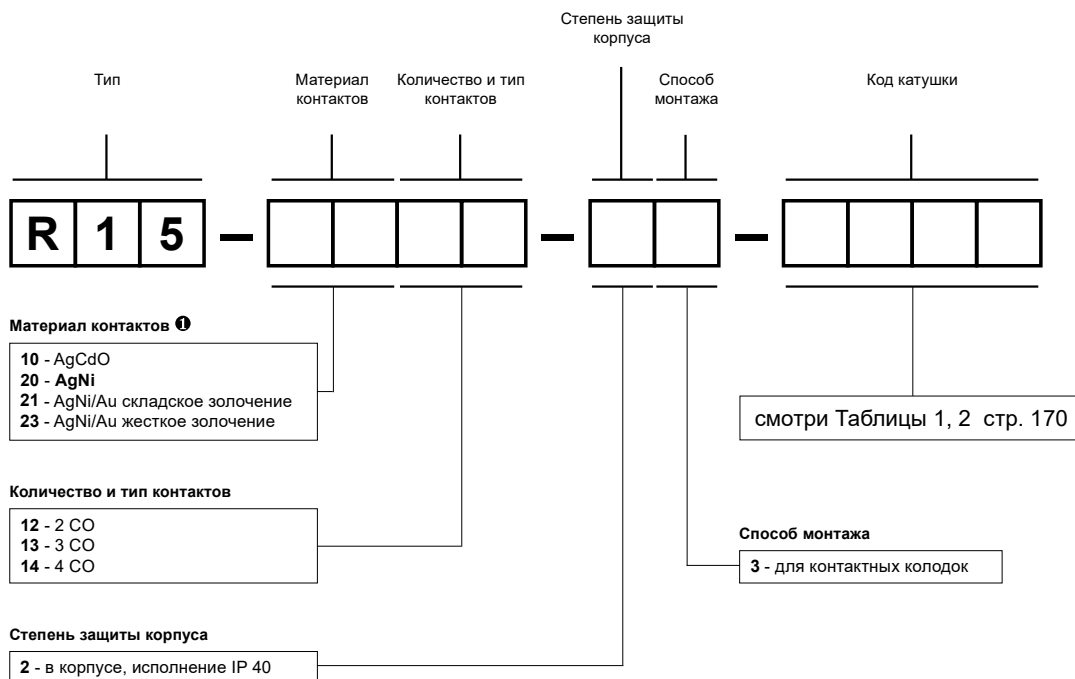 Степень защиты
корпуса
Тип
Материал
контактов
Количество и тип
контактов
Способ
монтажа
Код катушки
R 1 5 – – –
Материал контактов ❶
10 - AgCdO
20 - AgNi
21 - AgNi/Au складское золочение
23 - AgNi/Au жесткое золочение
смотри Таблицы 1, 2 стр. 170
Количество и тип контактов
12 - 2 CO
13 - 3 CO
14 - 4 CO
Способ монтажа
3 - для контактных колодок
Степень защиты корпуса
2 - в корпусе, исполнение IP 40